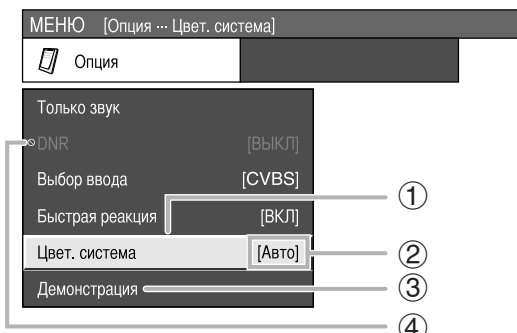 МЕНЮ [Опция ··· Цвет. система]
Опция
Только звук
DNR [ВЫКЛ]
Выбор ввода [CVBS]
Быстрая реакция [ВКЛ]
Цвет. система [Авто]
Демонстрация
①
②
③
④